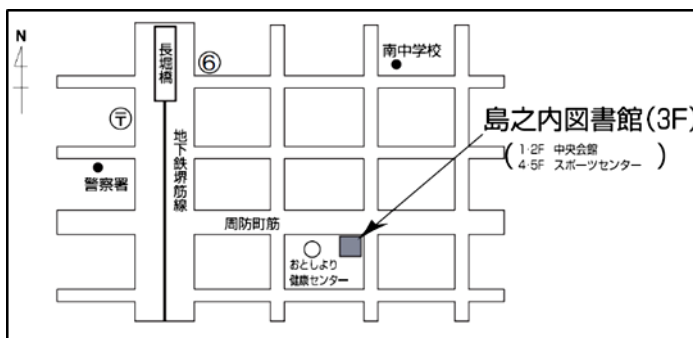 N
長堀橋
⑥
南中学校
〒
地下鉄堺筋線
島之内図書館(3F)
(1・2F 中央会館
4・5F スポーツセンター)
警察署
周防町筋
おとしより
健康センター